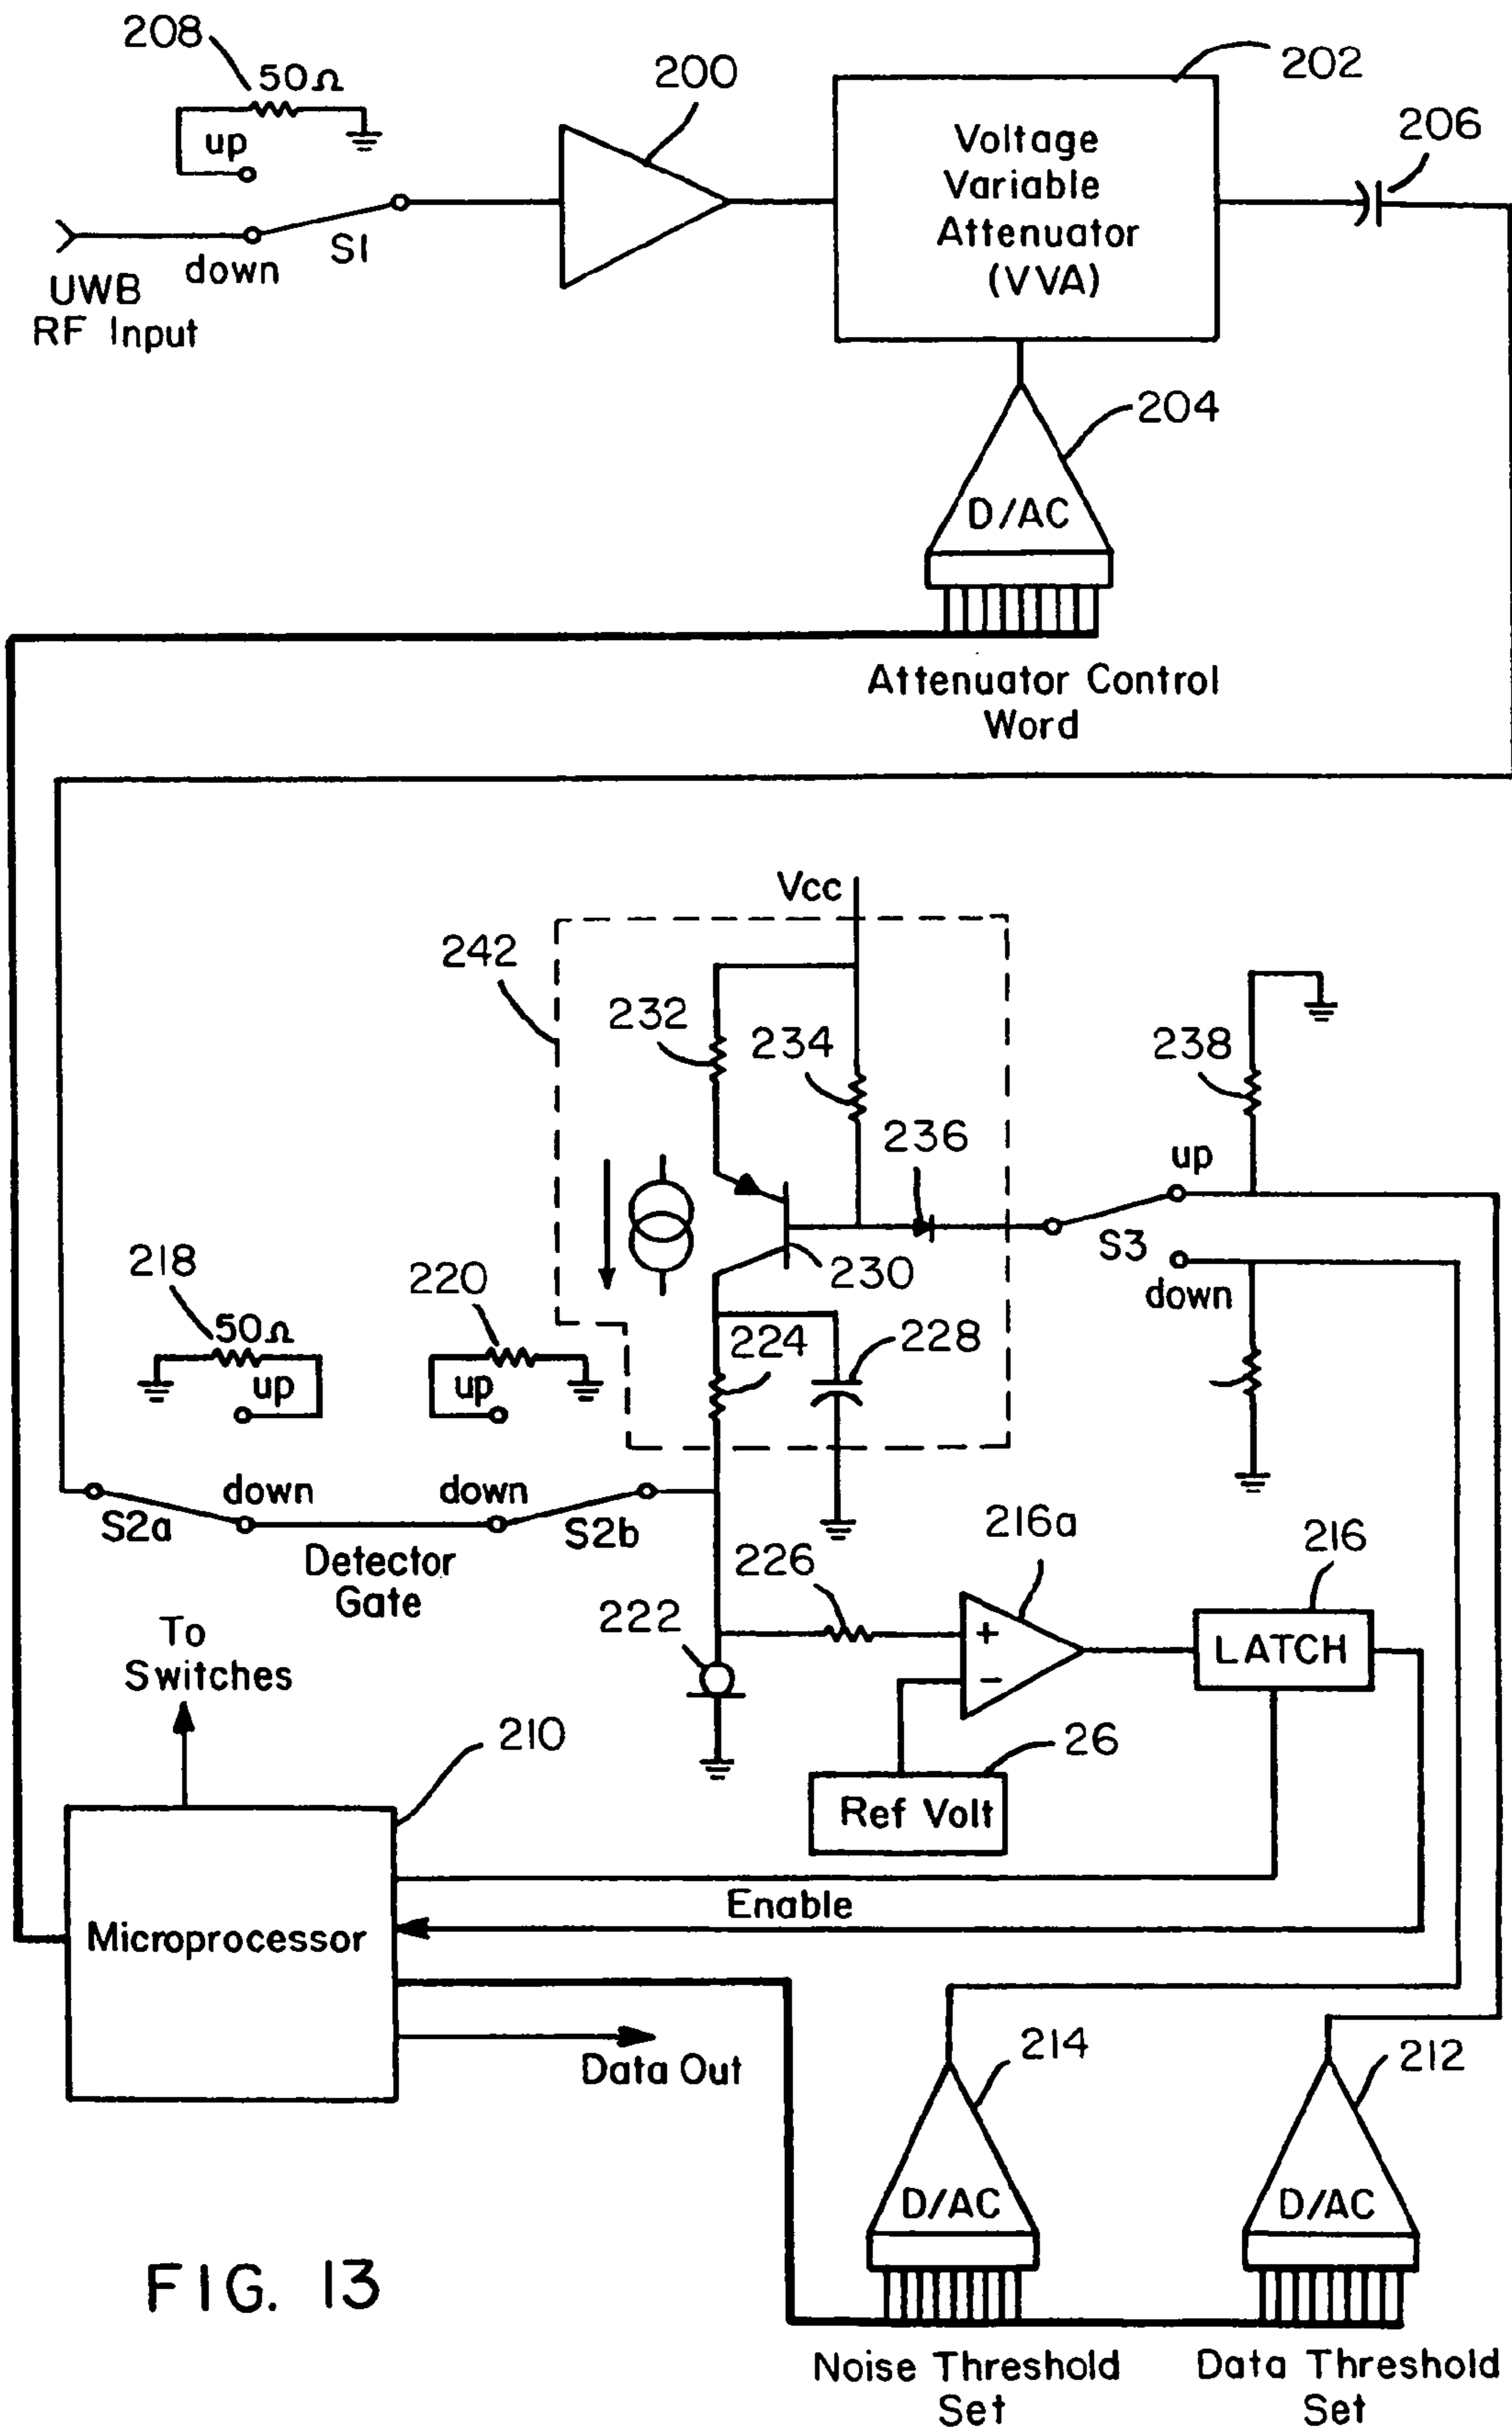 208
50Ω
up
200
202
Voltage
Variable
Attenuator
(VVA)
206
S1
down
UWB
RF Input
204
D/AC
Attenuator Control
Word
Vcc
242
232
234
238
236
up
S3
down
230
218
50Ω
up
220
up
224
228
down
S2a
down
S2b
Detector
Gate
216a
216
226
LATCH
+
−
222
To
Switches
210
26
Ref Volt
Enable
Microprocessor
Data Out
214
212
D/AC
D/AC
FIG. 13
Noise Threshold
Set
Data Threshold
Set